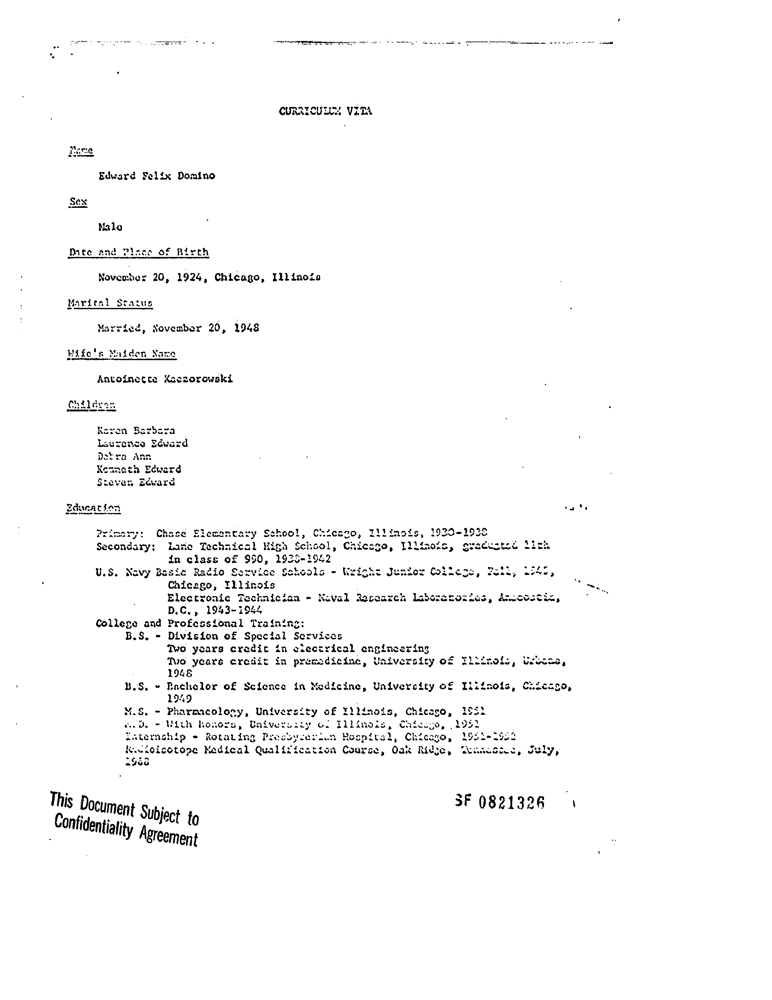 CURRICULUM VITA
Name
Edward Felix Domino
Sex
Male
Date and Place of Birth
November 20, 1924, Chicago, Illinois
Marital Status
Married, November 20, 1948
Wife's Maiden Name
Antoinette Kaczorowski
Children
Karen Barbara
Laurence Edward
Debra Ann
Kenneth Edward
Steven Edward
Education
Primary: Chase Elementary School, Chicago, Illinois, 1930-1938
Secondary: Lane Technical High School, Chicago, Illinois, graduated 11th
in class of 990, 1938-1942
U.S. Navy Basic Radio Service Schools - Wright Junior College, Fall,
Chicago, Illinois
Electronic Technician - Naval Research Laboratories, Anacostia,
D.C., 1943-1944
College and Professional Training:
B.S. - Division of Special Services
Two years credit in electrical engineering
Two years credit in premedicine, University of Illinois, Urbana,
1948
B.S. - Bachelor of Science in Medicine, University of Illinois, Chicago,
1949
M.S. - Pharmacology, University of Illinois, Chicago, 1951
M.D. - With honors, University of Illinois, Chicago, 1951
Internship - Rotating Presbyterian Hospital, Chicago, 1951-1952
Radioisotope Medical Qualification Course, Oak Ridge, Tennessee, July,
This Document Subject to
Confidentiality Agreement
SF 0821326